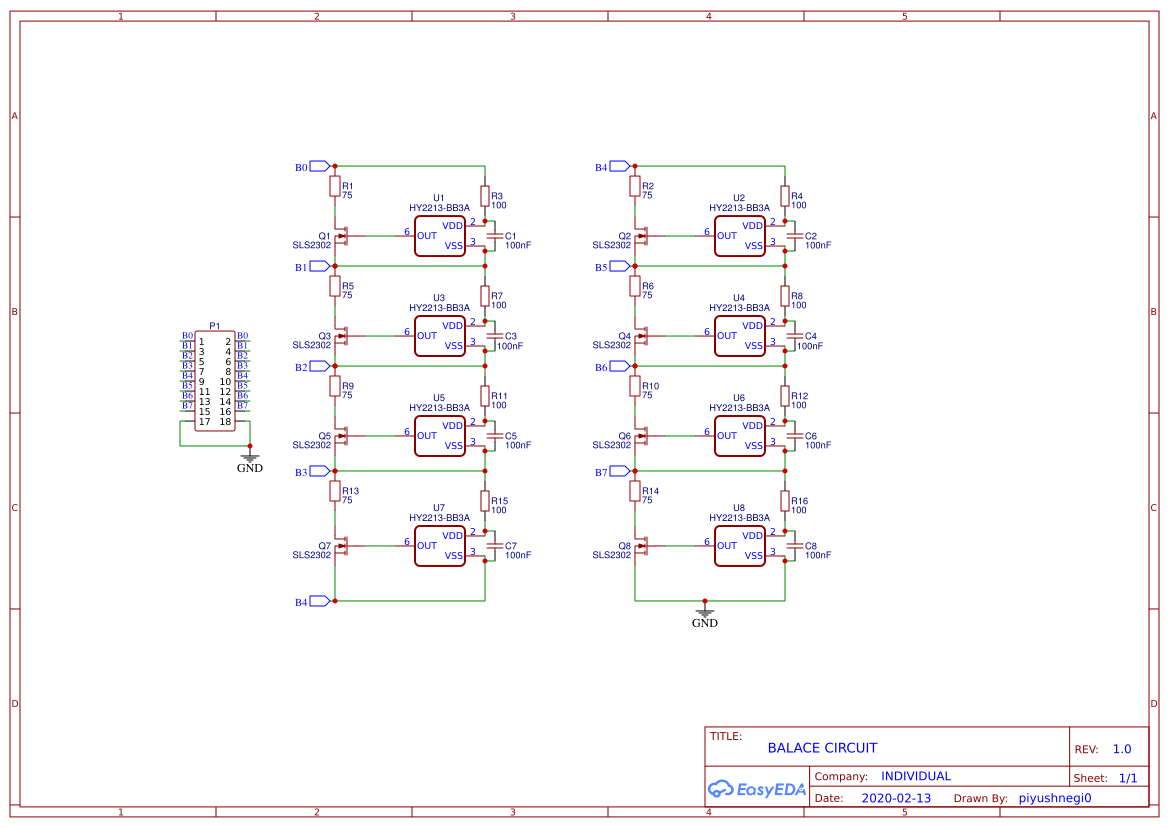 1 2 3 4 5
A A
B B
C C
D D
1 2 3 4 5
P1
B0 1 2 B0
B1 3 4 B1
B2 5 6 B2
B3 7 8 B3
B4 9 10 B4
B5 11 12 B5
B6 13 14 B6
B7 15 16 B7
17 18
GND
B0
R1
75
R3
100
U1
HY2213-BB3A
VDD 2
6 OUT
VSS 3
Q1
SLS2302
C1
100nF
B1
R5
75
R7
100
U3
HY2213-BB3A
VDD 2
6 OUT
VSS 3
Q3
SLS2302
C3
100nF
B2
R9
75
R11
100
U5
HY2213-BB3A
VDD 2
6 OUT
VSS 3
Q5
SLS2302
C5
100nF
B3
R13
75
R15
100
U7
HY2213-BB3A
VDD 2
6 OUT
VSS 3
Q7
SLS2302
C7
100nF
B4
B4
R2
75
R4
100
U2
HY2213-BB3A
VDD 2
6 OUT
VSS 3
Q2
SLS2302
C2
100nF
B5
R6
75
R8
100
U4
HY2213-BB3A
VDD 2
6 OUT
VSS 3
Q4
SLS2302
C4
100nF
B6
R10
75
R12
100
U6
HY2213-BB3A
VDD 2
6 OUT
VSS 3
Q6
SLS2302
C6
100nF
B7
R14
75
R16
100
U8
HY2213-BB3A
VDD 2
6 OUT
VSS 3
Q8
SLS2302
C8
100nF
GND
TITLE:
BALACE CIRCUIT
REV: 1.0
EasyEDA
Company: INDIVIDUAL
Sheet: 1/1
Date: 2020-02-13 Drawn By: piyushnegi0